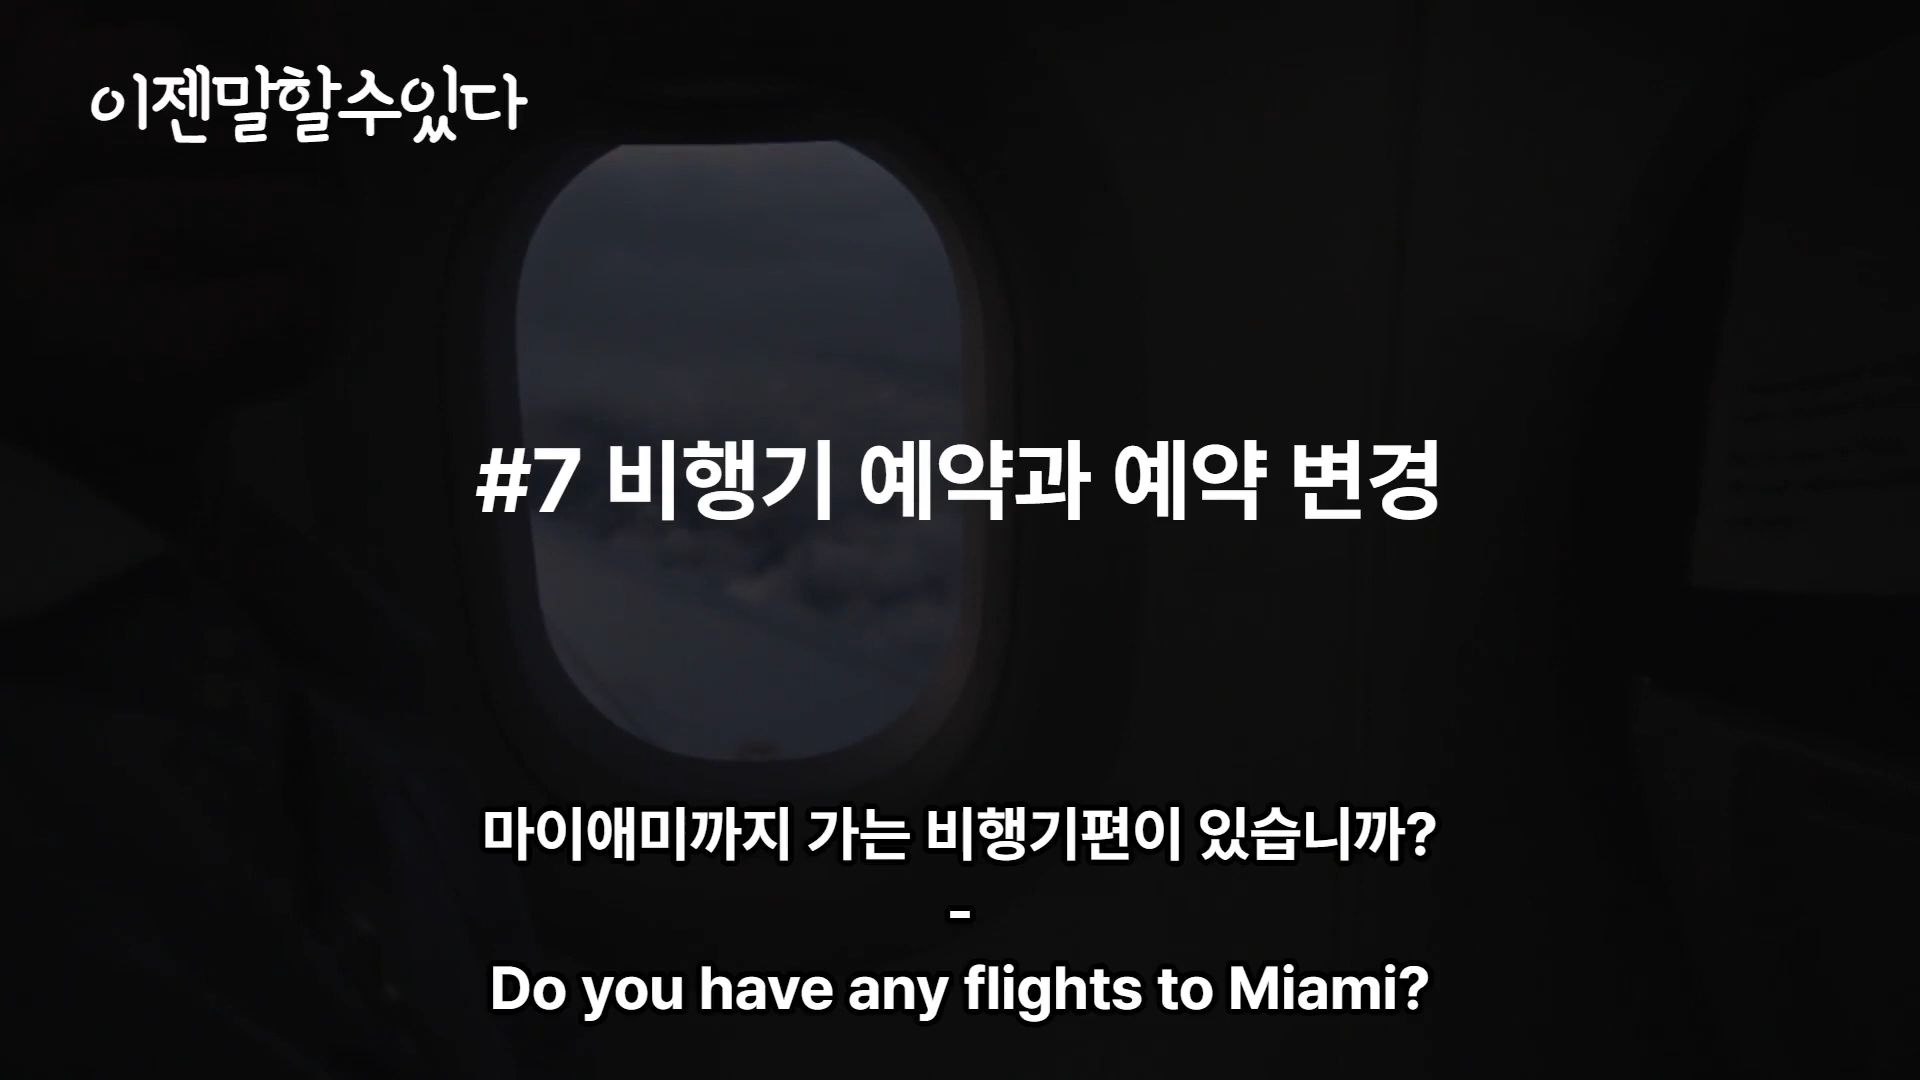 이젠말할수있다
#7 비행기 예약과 예약 변경
마이애미까지 가는 비행기편이 있습니까?
-
Do you have any flights to Miami?